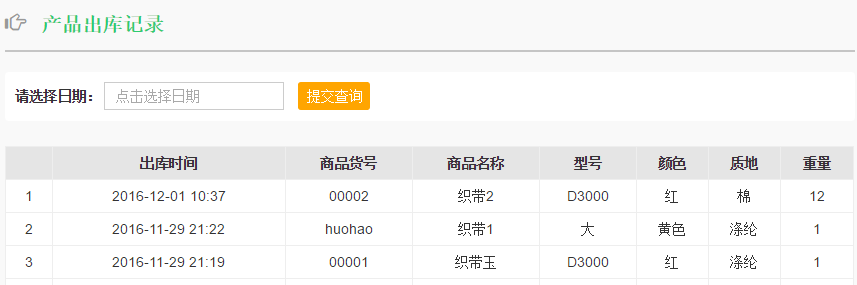 产品出库记录
请选择日期: 点击选择日期 提交查询
出库时间 商品货号 商品名称 型号 颜色 质地 重量
1 2016-12-01 10:37 00002 织带2 D3000 红 棉 12
2 2016-11-29 21:22 huohao 织带1 大 黄色 涤纶 1
3 2016-11-29 21:19 00001 织带玉 D3000 红 涤纶 1